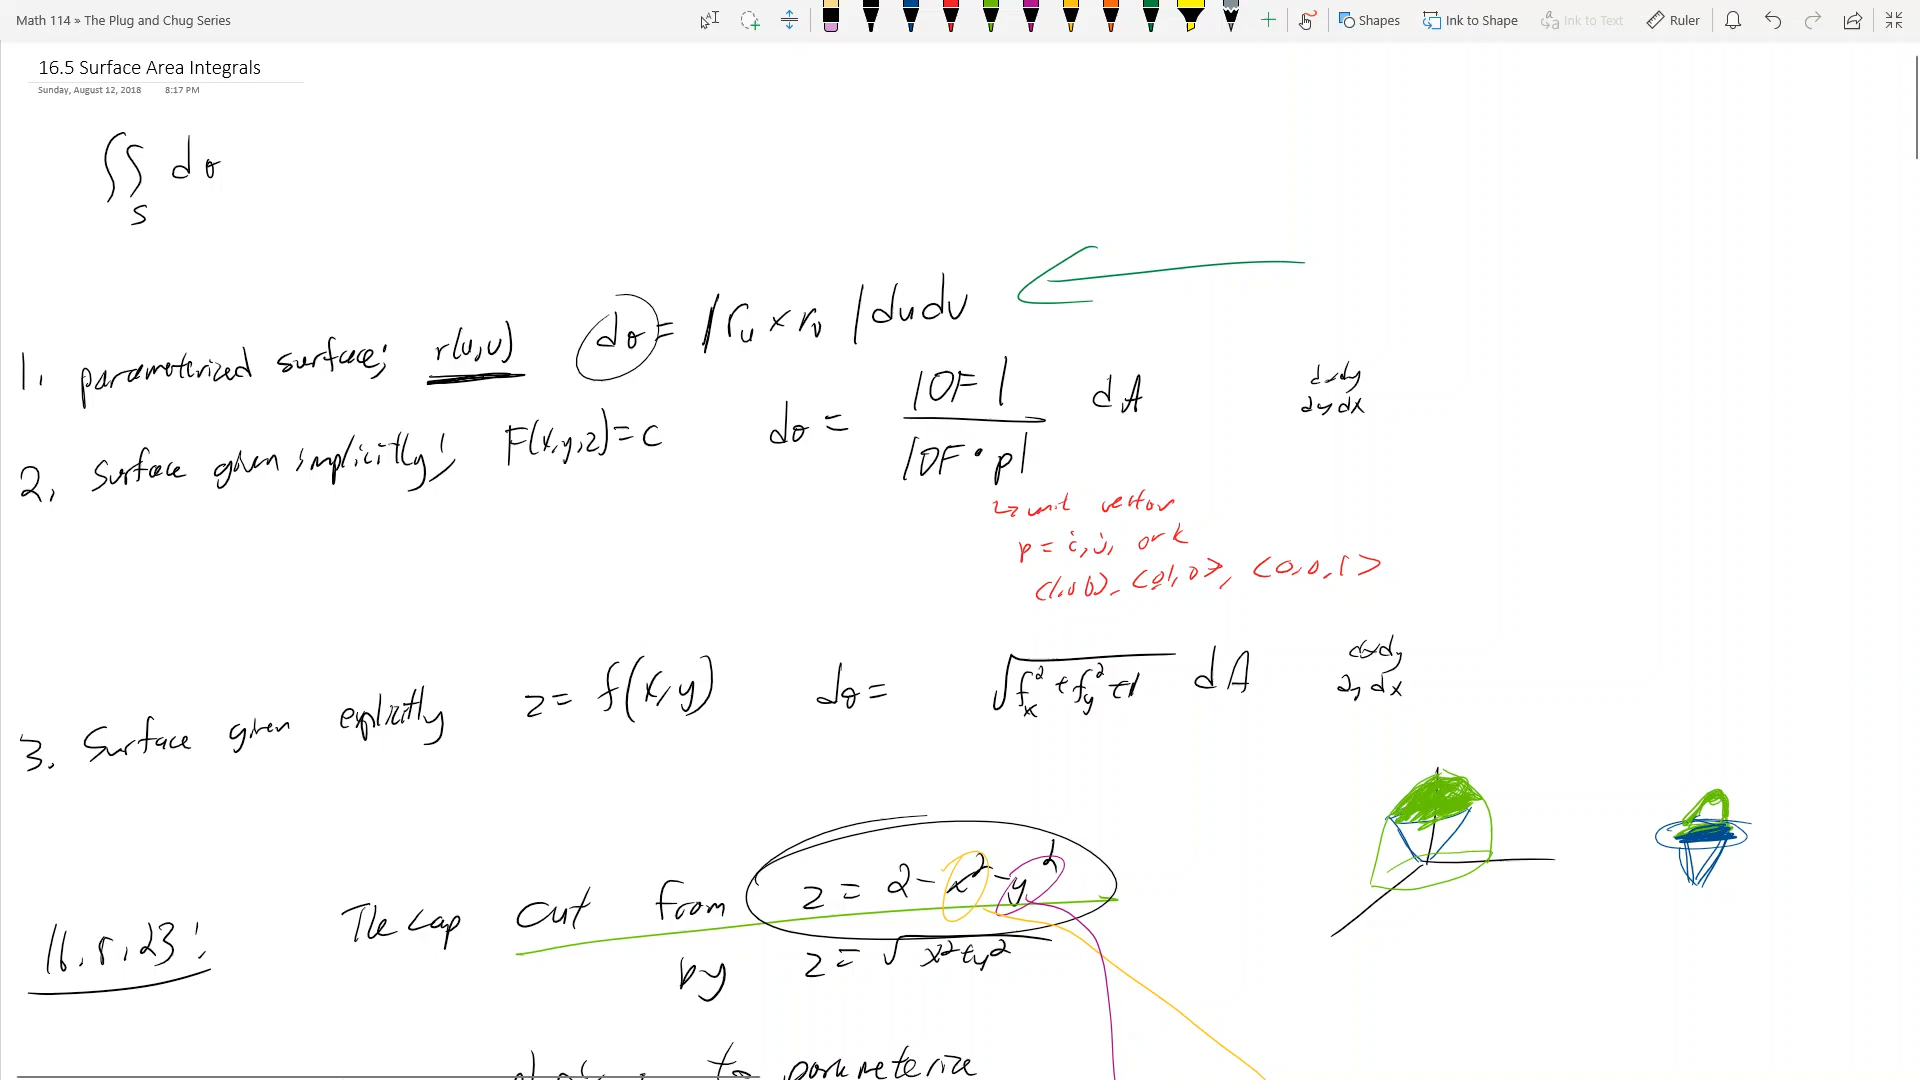 Math 114 » The Plug and Chug Series
Shapes Ink to Shape Ink to Text Ruler
16.5 Surface Area Integrals
Sunday, August 12, 2018 8:17 PM
∬ dσ
S
1. parameterized surface; r(u,v) dσ = |r_u × r_v| du dv
2. Surface given implicitly: F(x,y,z)=c dσ = |∇F| / |∇F · p| dA
dxdy
dydx
↳ unit vector
p = i, j, or k
<1,0,0>, <0,1,0>, <0,0,1>
3. Surface given explicitly z = f(x,y) dσ = √(f_x² + f_y² + 1) dA
dxdy
dydx
16.5.23: The cap cut from z = 2 - x² - y²
by z = √(x²+y²)
to parameterize